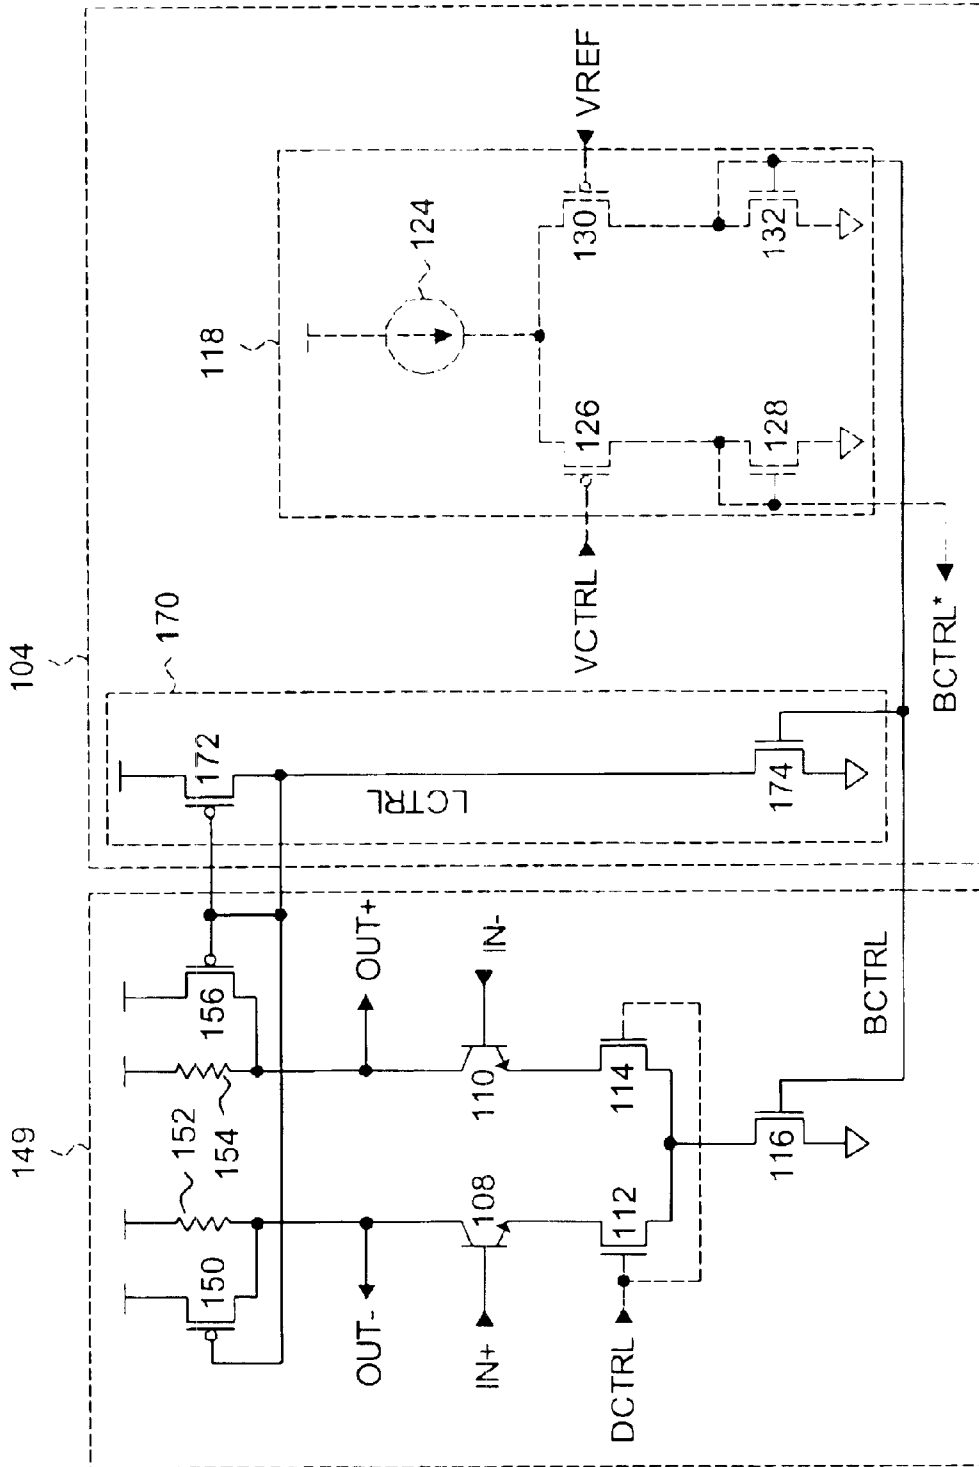 149
104
152
154
150
156
172
170
LCTRL
118
124
OUT-
OUT+
IN+
IN-
108
110
DCTRL
112
114
116
BCTRL
174
VCTRL
VREF
126
130
128
132
BCTRL*